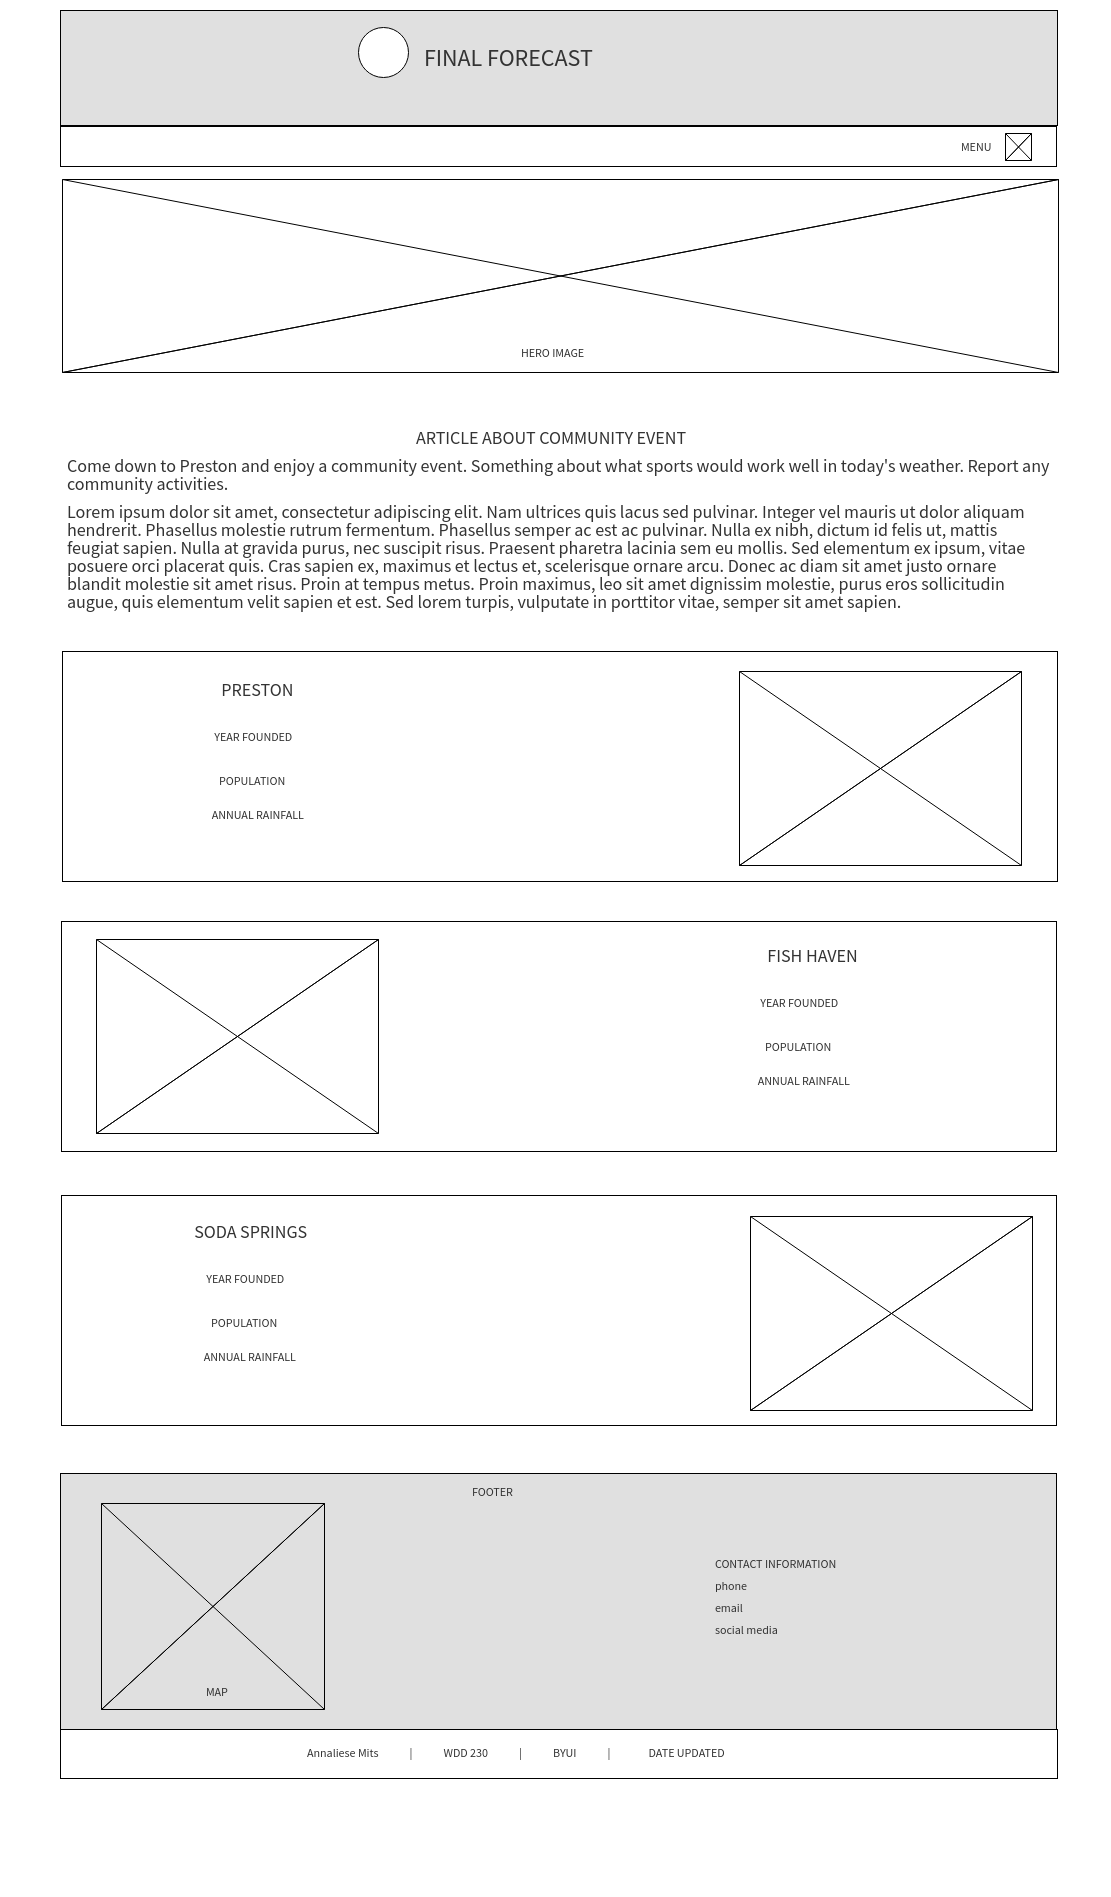 FINAL FORECAST
MENU
HERO IMAGE
ARTICLE ABOUT COMMUNITY EVENT
Come down to Preston and enjoy a community event. Something about what sports would work well in today's weather. Report any
community activities.
Lorem ipsum dolor sit amet, consectetur adipiscing elit. Nam ultrices quis lacus sed pulvinar. Integer vel mauris ut dolor aliquam
hendrerit. Phasellus molestie rutrum fermentum. Phasellus semper ac est ac pulvinar. Nulla ex nibh, dictum id felis ut, mattis
feugiat sapien. Nulla at gravida purus, nec suscipit risus. Praesent pharetra lacinia sem eu mollis. Sed elementum ex ipsum, vitae
posuere orci placerat quis. Cras sapien ex, maximus et lectus et, scelerisque ornare arcu. Donec ac diam sit amet justo ornare
blandit molestie sit amet risus. Proin at tempus metus. Proin maximus, leo sit amet dignissim molestie, purus eros sollicitudin
augue, quis elementum velit sapien et est. Sed lorem turpis, vulputate in porttitor vitae, semper sit amet sapien.
PRESTON
YEAR FOUNDED
POPULATION
ANNUAL RAINFALL
FISH HAVEN
YEAR FOUNDED
POPULATION
ANNUAL RAINFALL
SODA SPRINGS
YEAR FOUNDED
POPULATION
ANNUAL RAINFALL
FOOTER
MAP
CONTACT INFORMATION
phone
email
social media
Annaliese Mits | WDD 230 | BYUI | DATE UPDATED